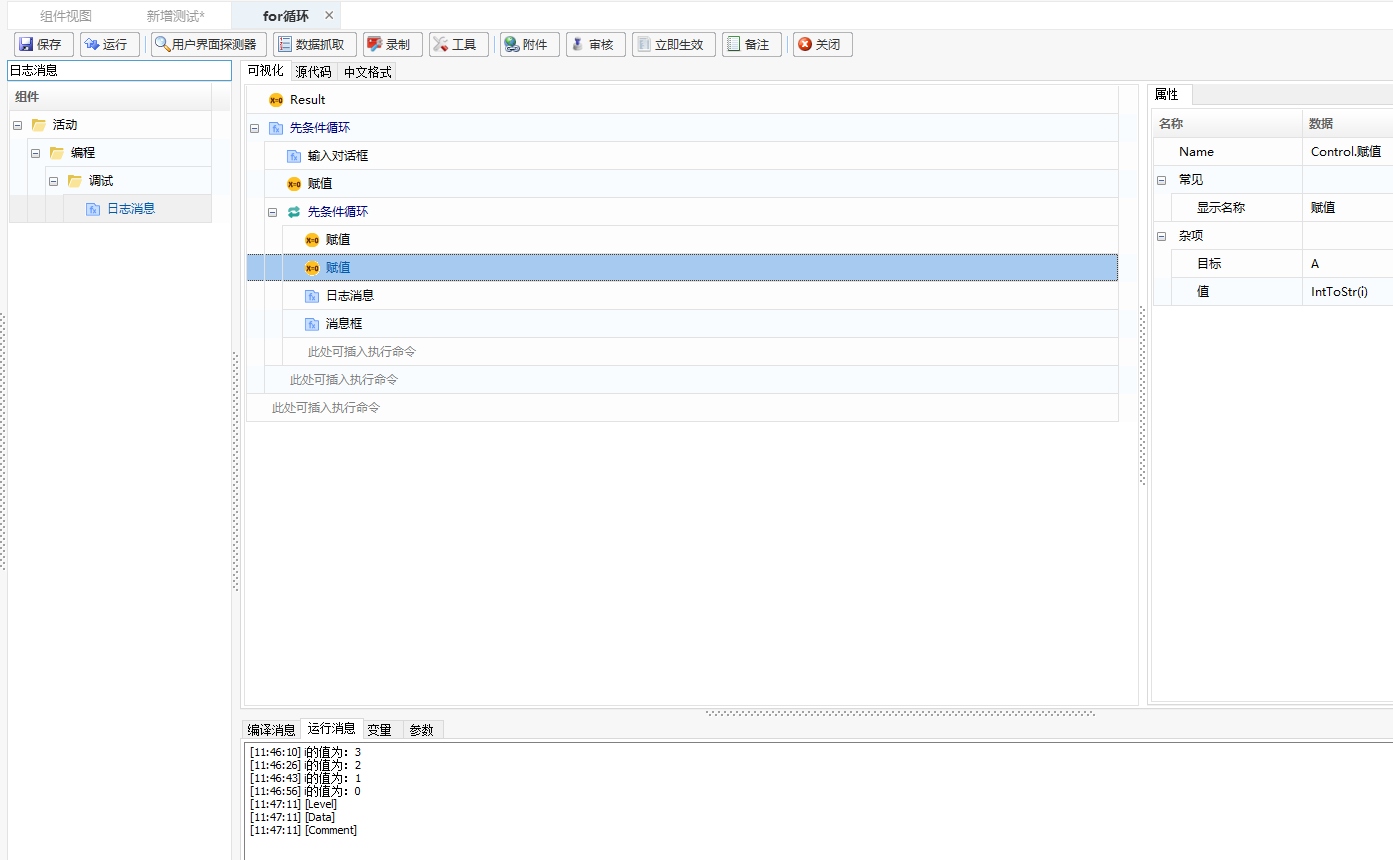 组件视图 新增测试* for循环
保存 运行 用户界面探测器 数据抓取 录制 工具 附件 审核 立即生效 备注 关闭
日志消息
组件
活动
编程
调试
日志消息
可视化 源代码 中文格式
Result
先条件循环
输入对话框
赋值
先条件循环
赋值
赋值
日志消息
消息框
此处可插入执行命令
此处可插入执行命令
此处可插入执行命令
属性
名称 数据
Name Control.赋值
常见
显示名称 赋值
杂项
目标 A
值 IntToStr(i)
编译消息 运行消息 变量 参数
[11:46:10] i的值为：3
[11:46:26] i的值为：2
[11:46:43] i的值为：1
[11:46:56] i的值为：0
[11:47:11] [Level]
[11:47:11] [Data]
[11:47:11] [Comment]